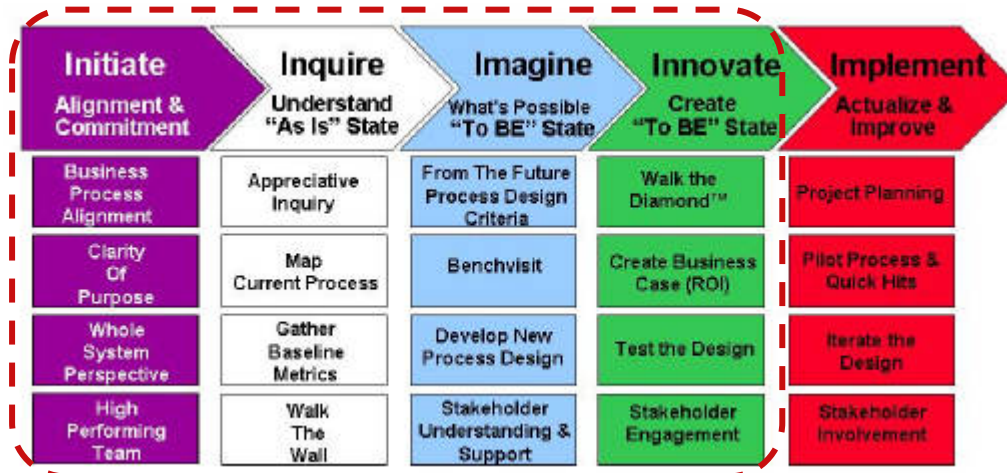 Initiate
Alignment &
Commitment
Inquire
Understand
"As Is" State
Imagine
What's Possible
"To BE" State
Innovate
Create
"To BE" State
Implement
Actualize &
Improve
Business
Process
Alignment
Appreciative
Inquiry
From The Future
Process Design
Criteria
Walk the
Diamond™
Project Planning
Clarity
Of
Purpose
Map
Current Process
Benchvisit
Create Business
Case (ROI)
Pilot Process &
Quick Hits
Whole
System
Perspective
Gather
Baseline
Metrics
Develop New
Process Design
Test the Design
Iterate the
Design
High
Performing
Team
Walk
The
Wall
Stakeholder
Understanding &
Support
Stakeholder
Engagement
Stakeholder
Involvement